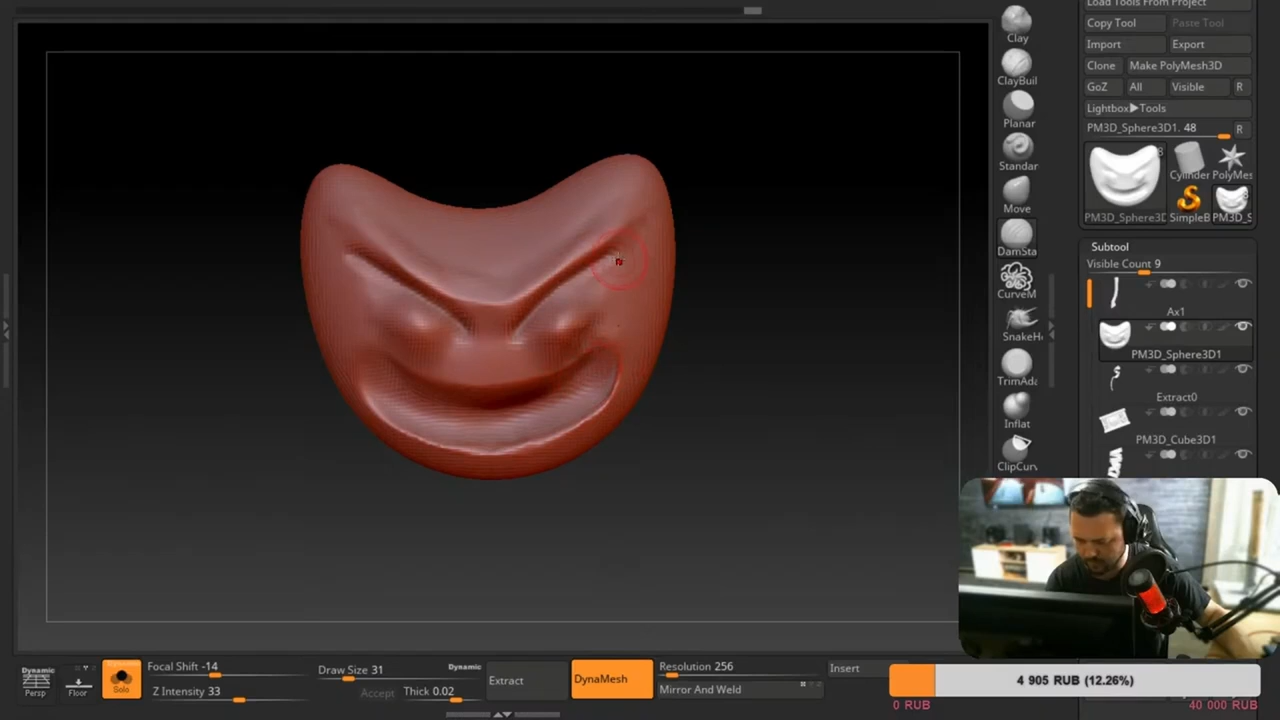 Load Tools From Project
Copy Tool
Paste Tool
Import
Export
Clone
Make PolyMesh3D
GoZ
All
Visible
R
Lightbox▶Tools
PM3D_Sphere3D1. 48
R
8
Cylinder
PolyMes
PM3D_Sphere3D
SimpleB
PM3D_S
Subtool
Visible Count 9
Ax1
PM3D_Sphere3D1
Extract0
PM3D_Cube3D1
Clay
ClayBuil
Planar
Standar
Move
DamSta
CurveM
SnakeHo
TrimAda
Inflat
ClipCurv
Dynamic
Persp
Floor
Solo
Focal Shift -14
Z Intensity 33
Draw Size 31
Dynamic
Accept
Thick 0.02
Extract
DynaMesh
Resolution 256
Mirror And Weld
Insert
4 905 RUB (12.26%)
0 RUB
40 000 RUB